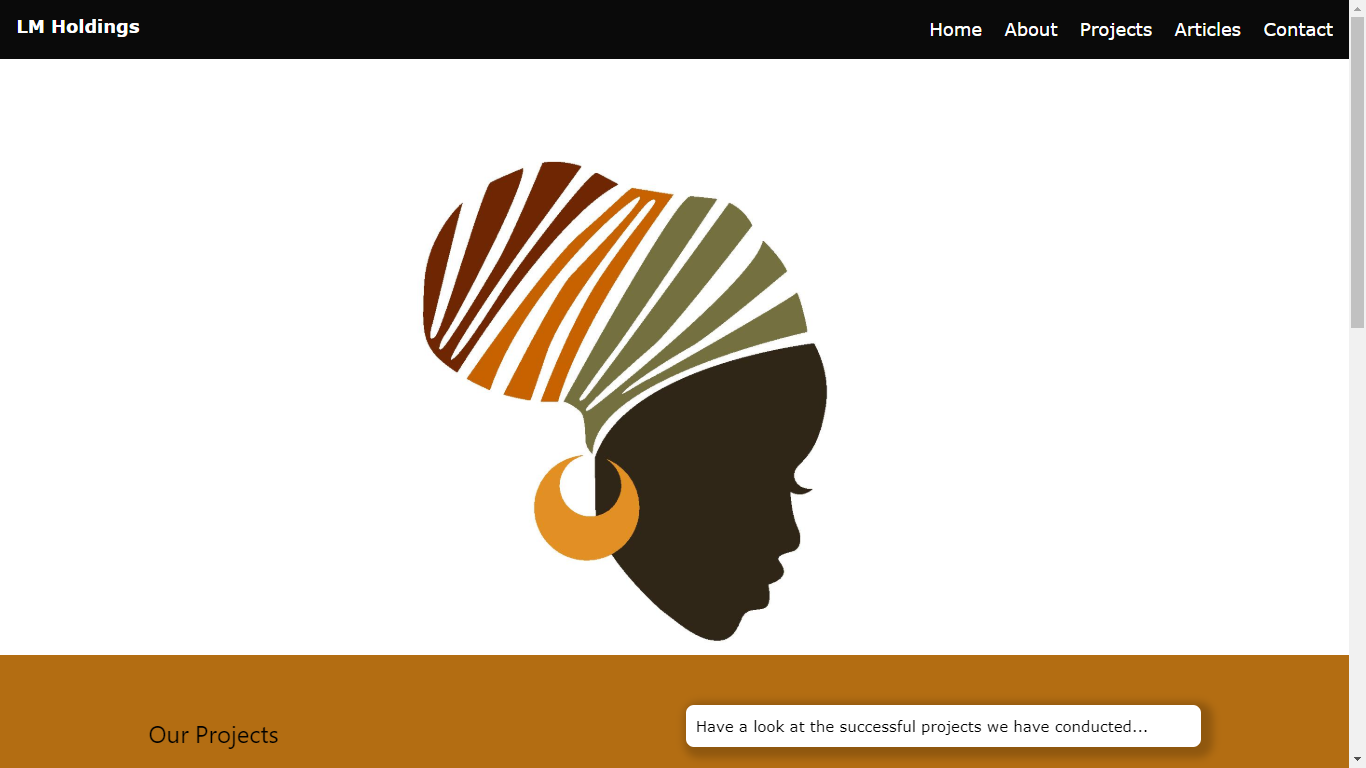 LM Holdings
Home About Projects Articles Contact
Our Projects
Have a look at the successful projects we have conducted...